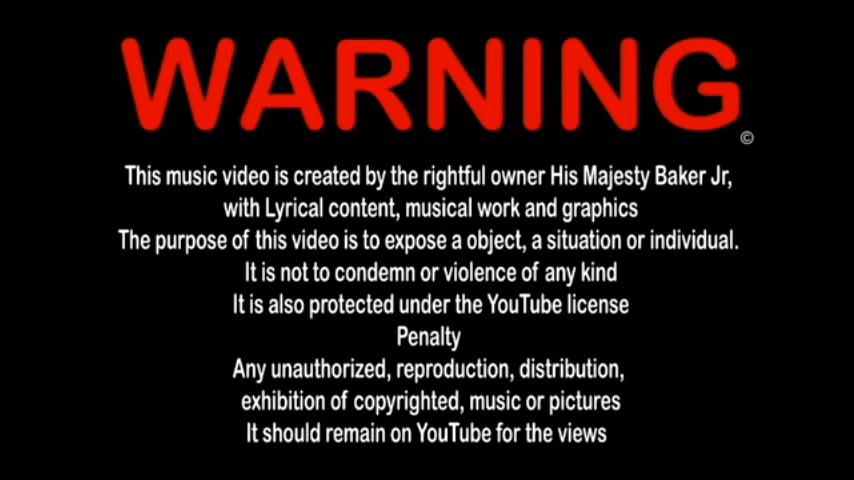 WARNING
©
This music video is created by the rightful owner His Majesty Baker Jr,
with Lyrical content, musical work and graphics
The purpose of this video is to expose a object, a situation or individual.
It is not to condemn or violence of any kind
It is also protected under the YouTube license
Penalty
Any unauthorized, reproduction, distribution,
exhibition of copyrighted, music or pictures
It should remain on YouTube for the views